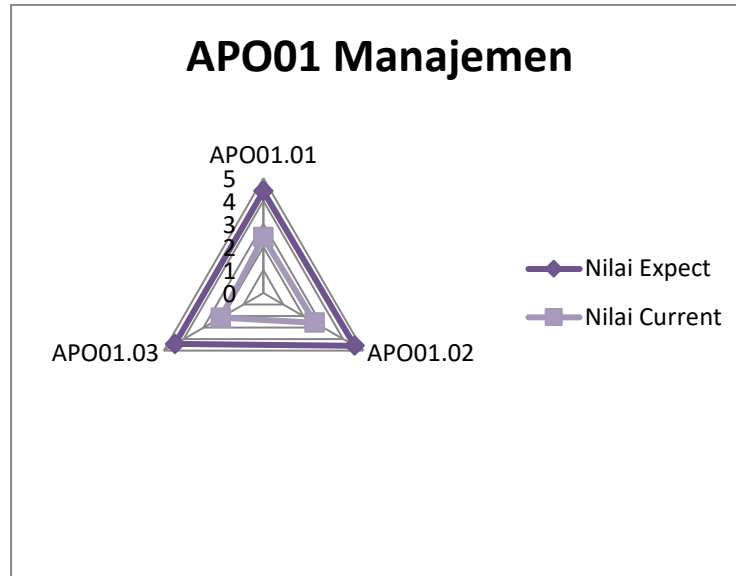 APO01 Manajemen
APO01.01
5
4
3
2
1
0
APO01.03
APO01.02
Nilai Expect
Nilai Current